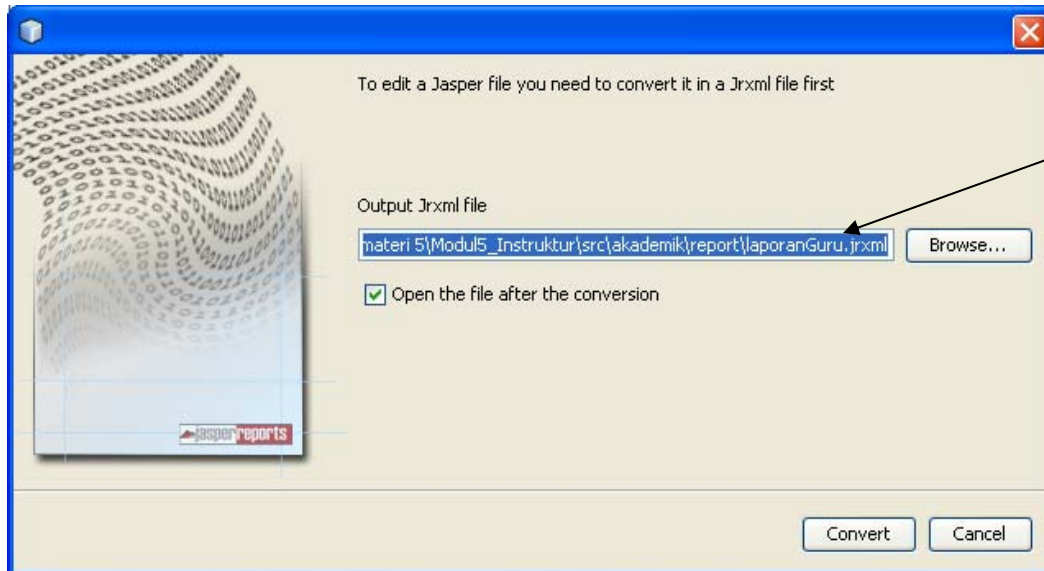 To edit a Jasper file you need to convert it in a Jrxml file first
Output Jrxml file
materi 5\Modul5_Instruktur\src\akademik\report\laporanGuru.jrxml
Browse...
Open the file after the conversion
jasperreports
Convert
Cancel